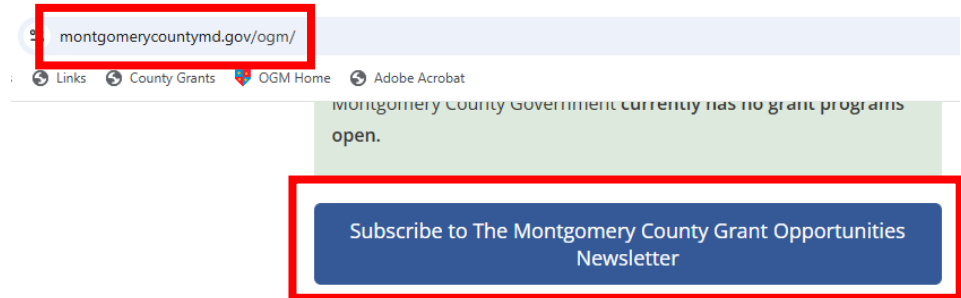 montgomerycountymd.gov/ogm/
Links County Grants OGM Home Adobe Acrobat
Montgomery County Government currently has no grant programs
open.
Subscribe to The Montgomery County Grant Opportunities
Newsletter